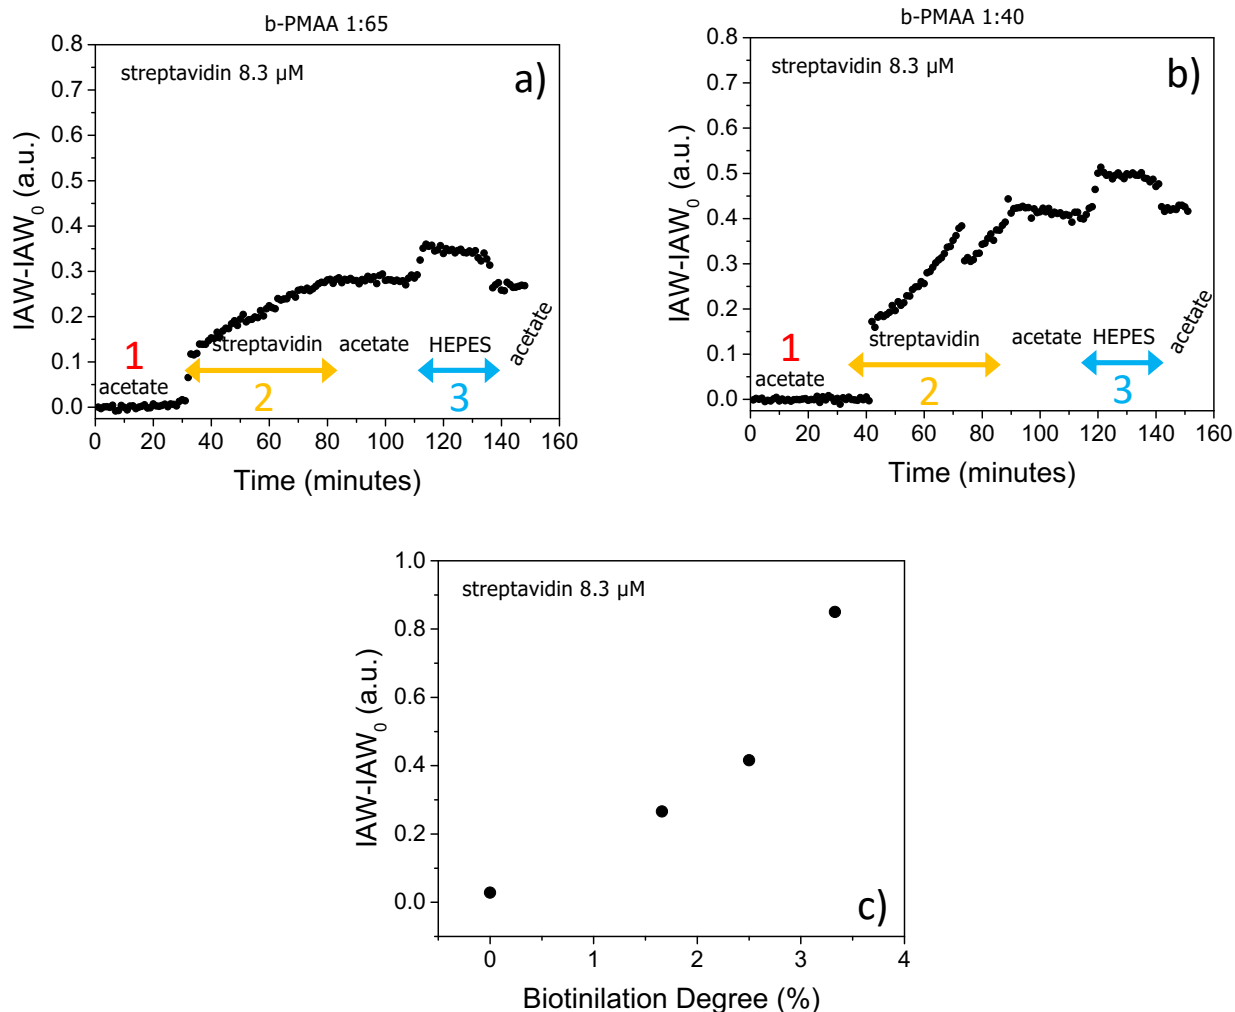 b-PMAA 1:65
streptavidin 8.3 µM
a)
IAW-IAW0 (a.u.)
0.8
0.7
0.6
0.5
0.4
0.3
0.2
0.1
0.0
1
acetate
streptavidin
2
acetate
HEPES
3
acetate
0 20 40 60 80 100 120 140 160
Time (minutes)
b-PMAA 1:40
streptavidin 8.3 µM
b)
IAW-IAW0 (a.u.)
0.8
0.7
0.6
0.5
0.4
0.3
0.2
0.1
0.0
1
acetate
streptavidin
2
acetate
HEPES
3
acetate
0 20 40 60 80 100 120 140 160
Time (minutes)
streptavidin 8.3 µM
c)
IAW-IAW0 (a.u.)
1.0
0.8
0.6
0.4
0.2
0.0
0 1 2 3 4
Biotinilation Degree (%)